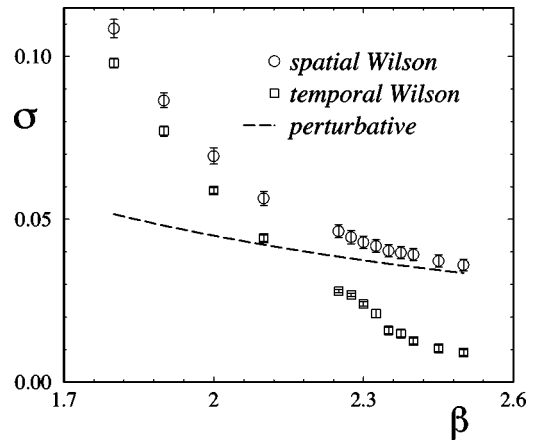 0.10
spatial Wilson
temporal Wilson
σ
perturbative
0.05
0.00
1.7 2 2.3 2.6
β